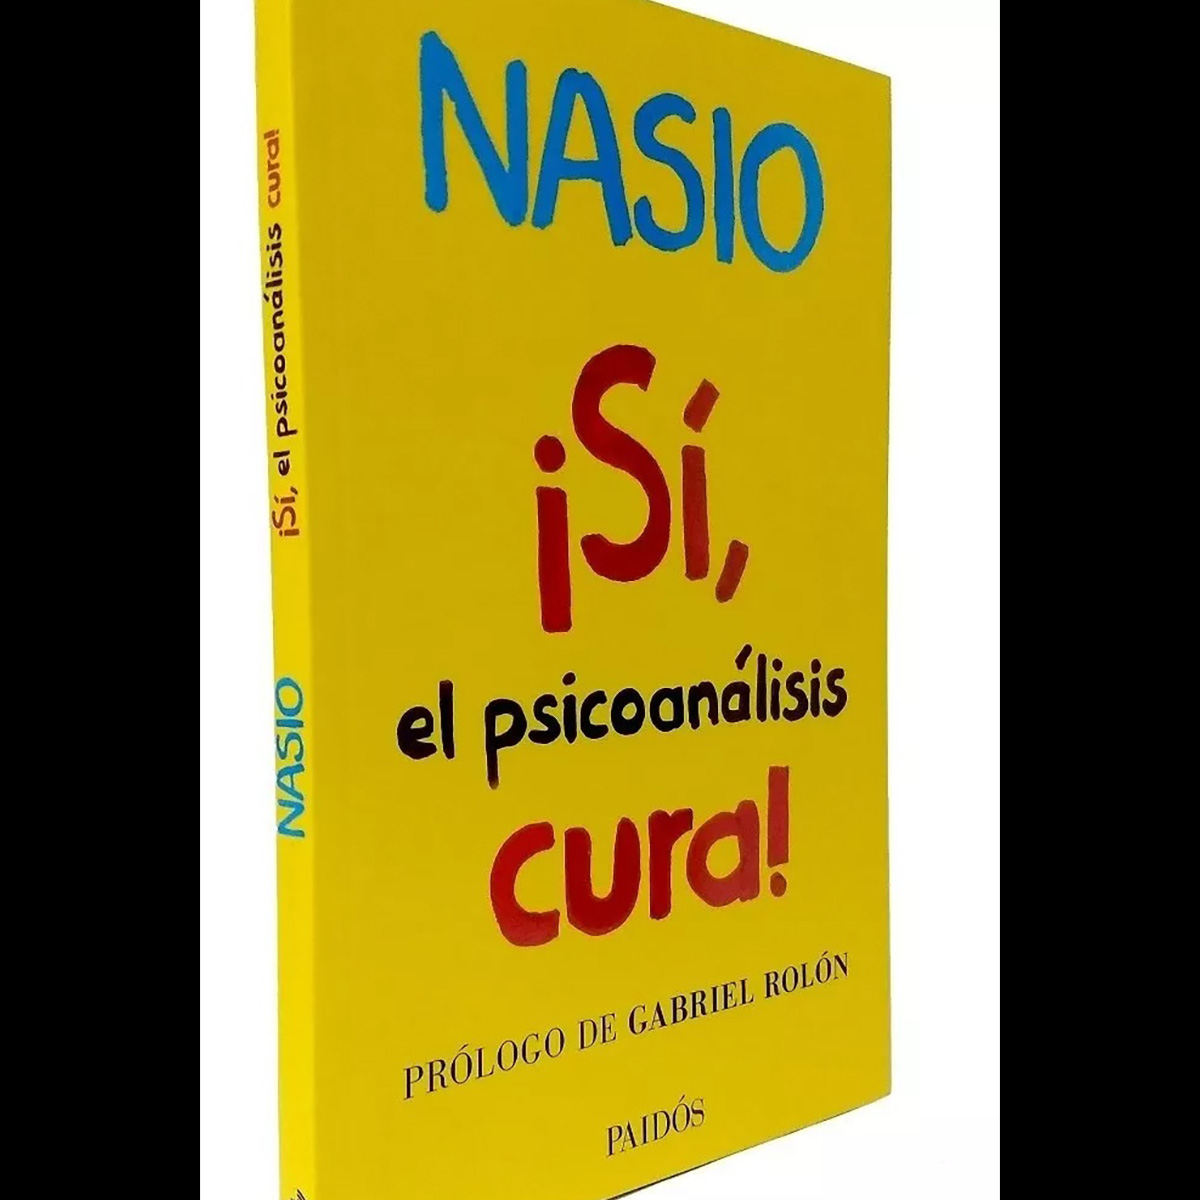 NASIO
¡Sí,
el psicoanálisis
cura!
PRÓLOGO DE GABRIEL ROLÓN
PAIDÓS
¡Sí, el psicoanálisis cura!
NASIO